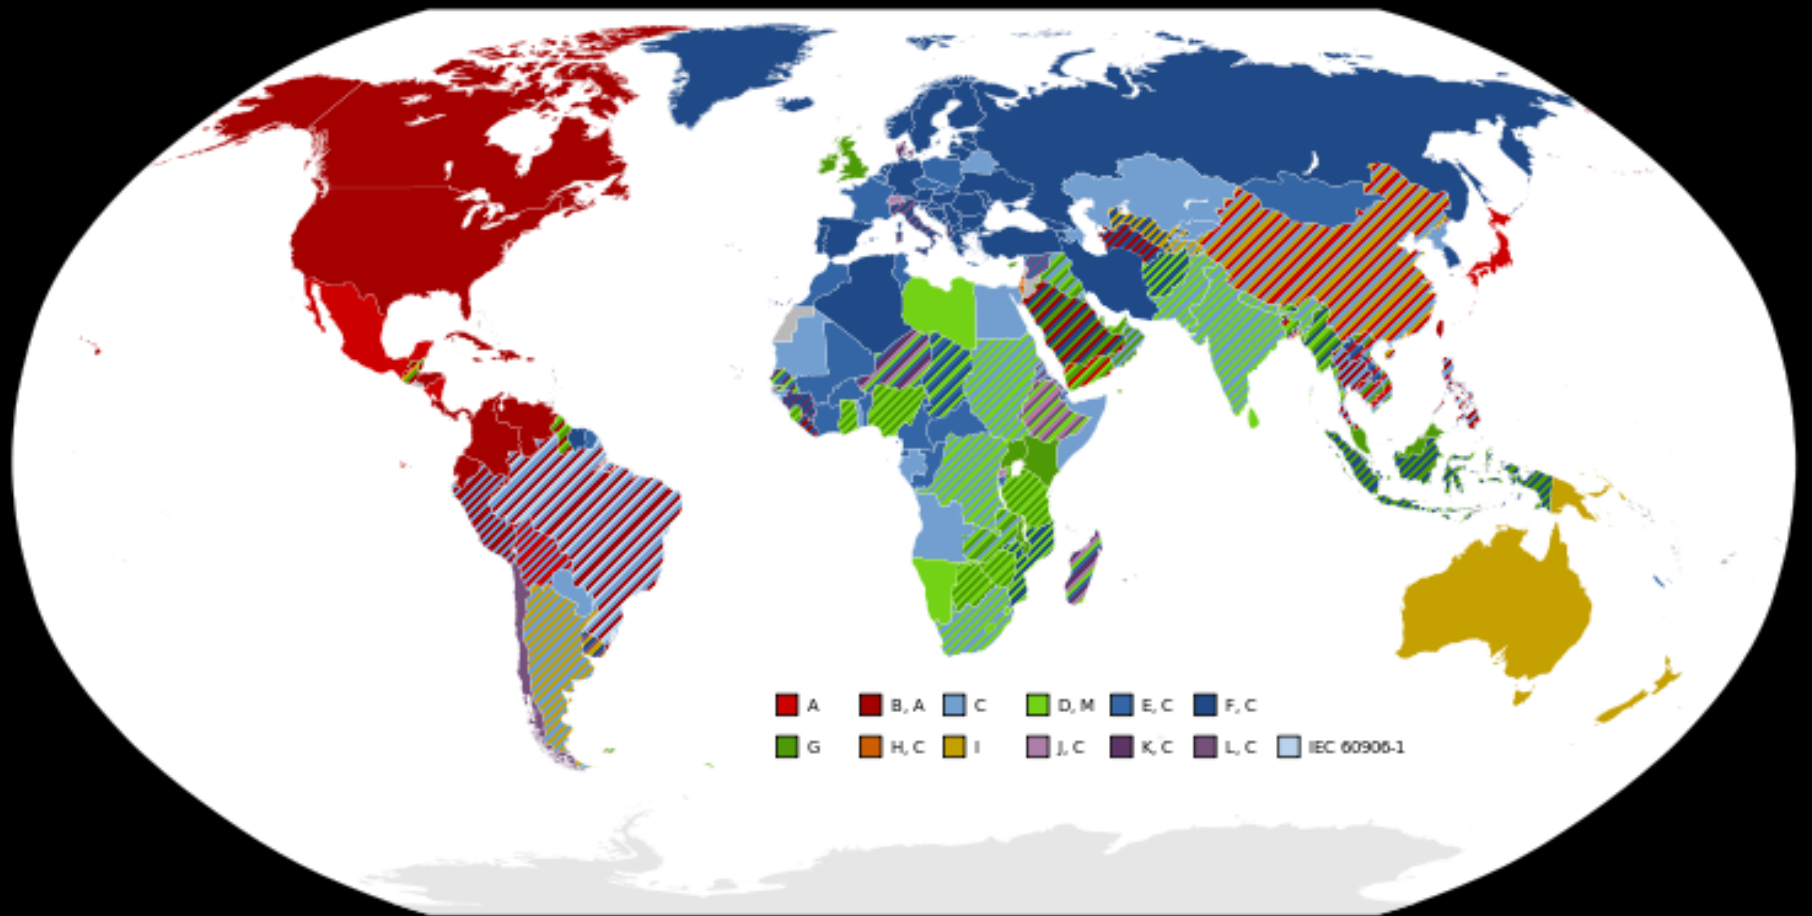 A B, A C D, M E, C F, C
G H, C I J, C K, C L, C IEC 60906-1